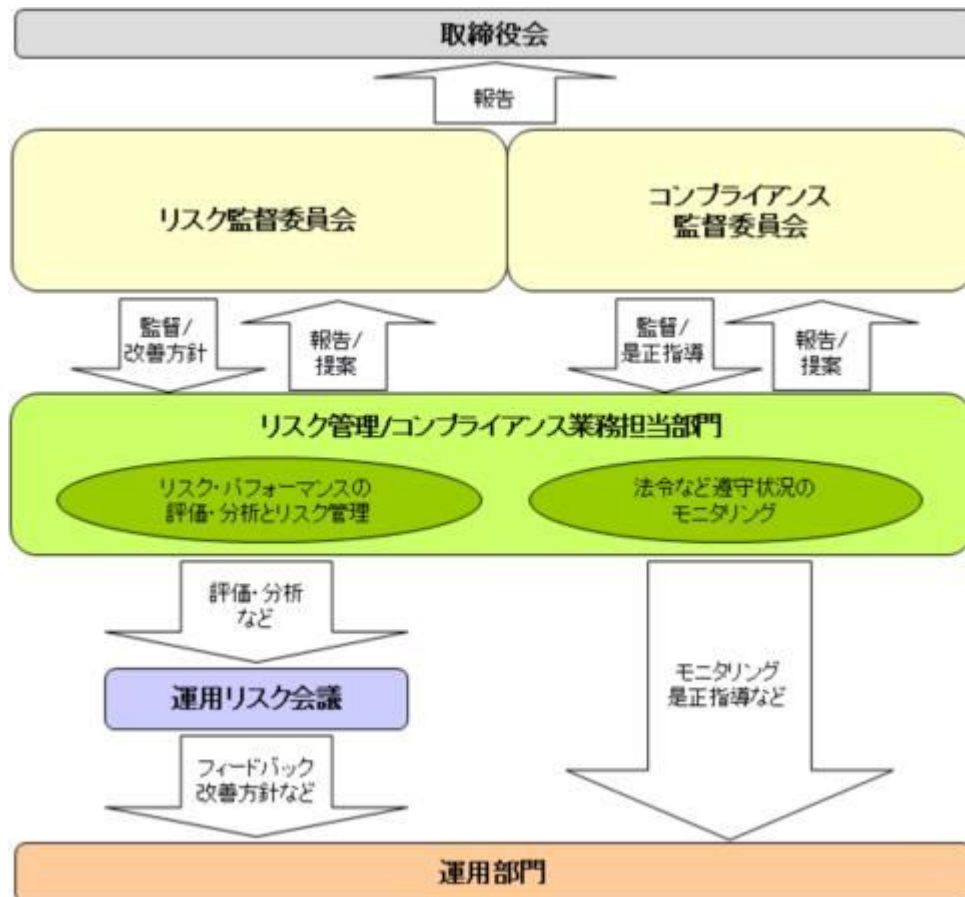 取締役会
報告
リスク監督委員会
コンプライアンス
監督委員会
監督/
改善方針
報告/
提案
監督/
是正指導
報告/
提案
リスク管理/コンプライアンス業務担当部門
リスク・パフォーマンスの
評価・分析とリスク管理
法令など遵守状況の
モニタリング
評価・分析
など
運用リスク会議
モニタリング
是正指導など
フィードバック
改善方針など
運用部門